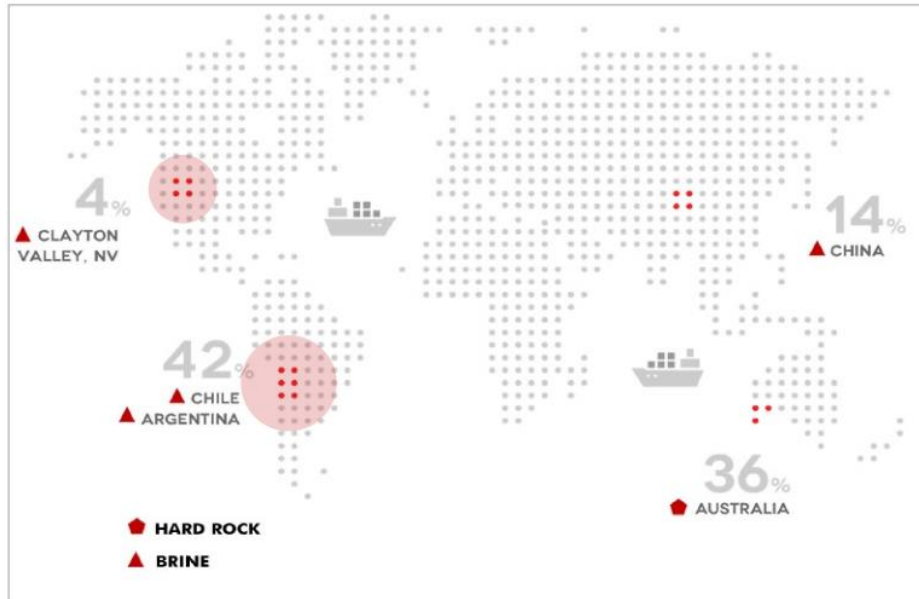 4%
CLAYTON
VALLEY, NV
14%
CHINA
42%
CHILE
ARGENTINA
36%
AUSTRALIA
HARD ROCK
BRINE